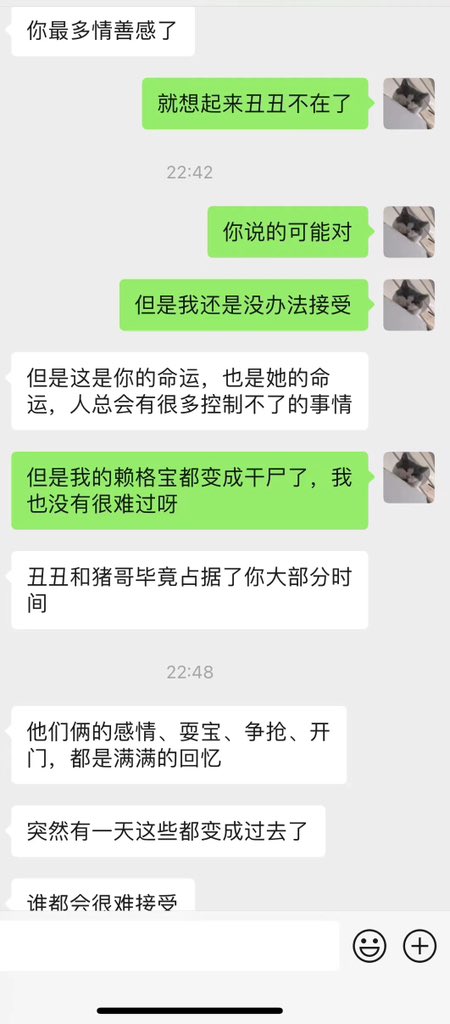 你最多情善感了
就想起来丑丑不在了
22:42
你说的可能对
但是我还是没办法接受
但是这是你的命运，也是她的命
运，人总会有很多控制不了的事情
但是我的赖格宝都变成干尸了，我
也没有很难过呀
丑丑和猪哥毕竟占据了你大部分时
间
22:48
他们俩的感情、耍宝、争抢、开
门，都是满满的回忆
突然有一天这些都变成过去了
谁都会很难接受